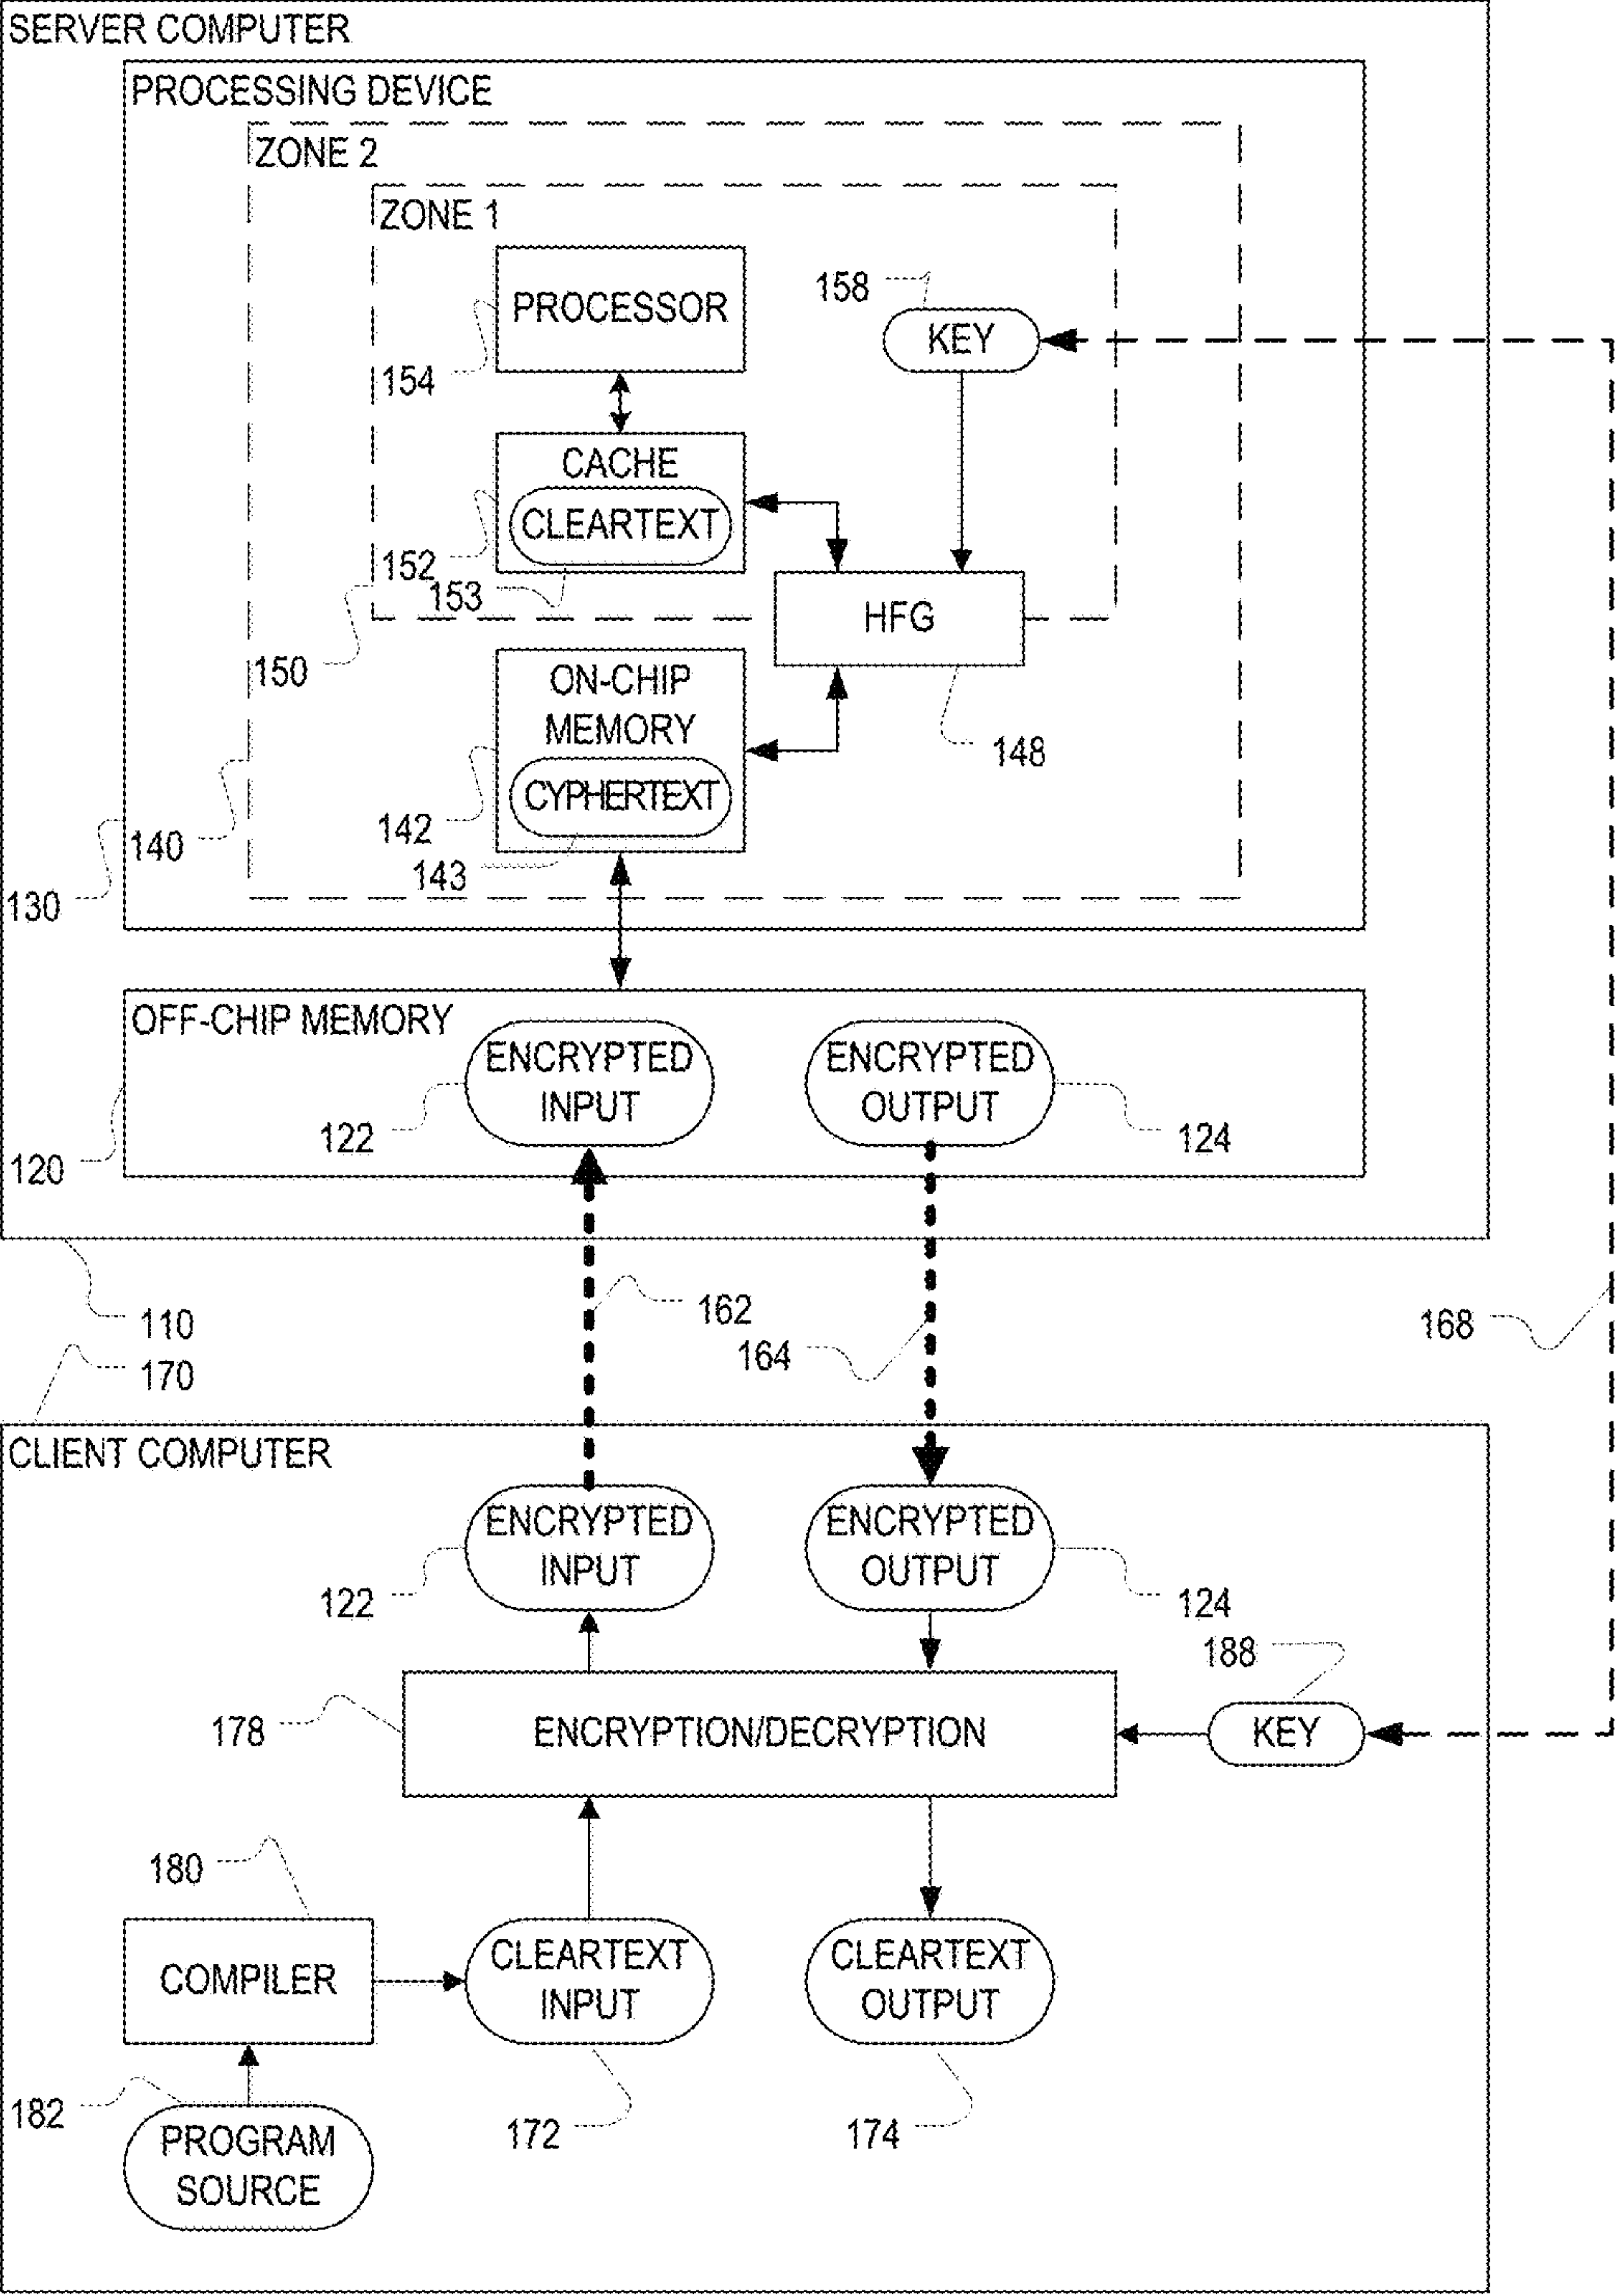 SERVER COMPUTER
PROCESSING DEVICE
ZONE 2
ZONE 1
PROCESSOR
158
KEY
154
CACHE
CLEARTEXT
152
153
HFG
150
ON-CHIP
MEMORY
148
CYPHERTEXT
142
140
143
130
OFF-CHIP MEMORY
ENCRYPTED
INPUT
ENCRYPTED
OUTPUT
122
124
120
162
110
168
164
170
CLIENT COMPUTER
ENCRYPTED
INPUT
ENCRYPTED
OUTPUT
122
124
188
178
ENCRYPTION/DECRYPTION
KEY
180
COMPILER
CLEARTEXT
INPUT
CLEARTEXT
OUTPUT
182
172
174
PROGRAM
SOURCE